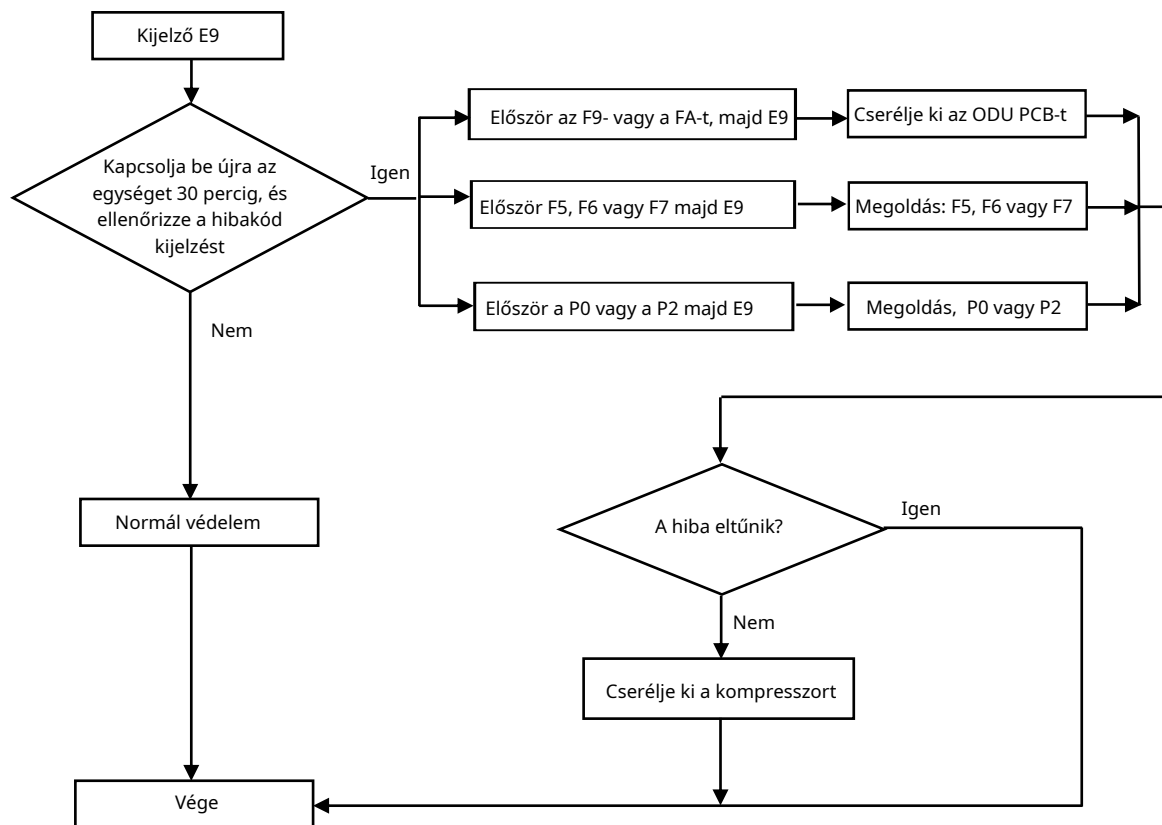 Kijelző E9
Kapcsolja be újra az
egységet 30 percig, és
ellenőrizze a hibakód
kijelzést
Igen
Először az F9- vagy a FA-t, majd E9
Cserélje ki az ODU PCB-t
Először F5, F6 vagy F7 majd E9
Megoldás: F5, F6 vagy F7
Először a P0 vagy a P2 majd E9
Megoldás, P0 vagy P2
Nem
Normál védelem
A hiba eltűnik?
Igen
Nem
Cserélje ki a kompresszort
Vége